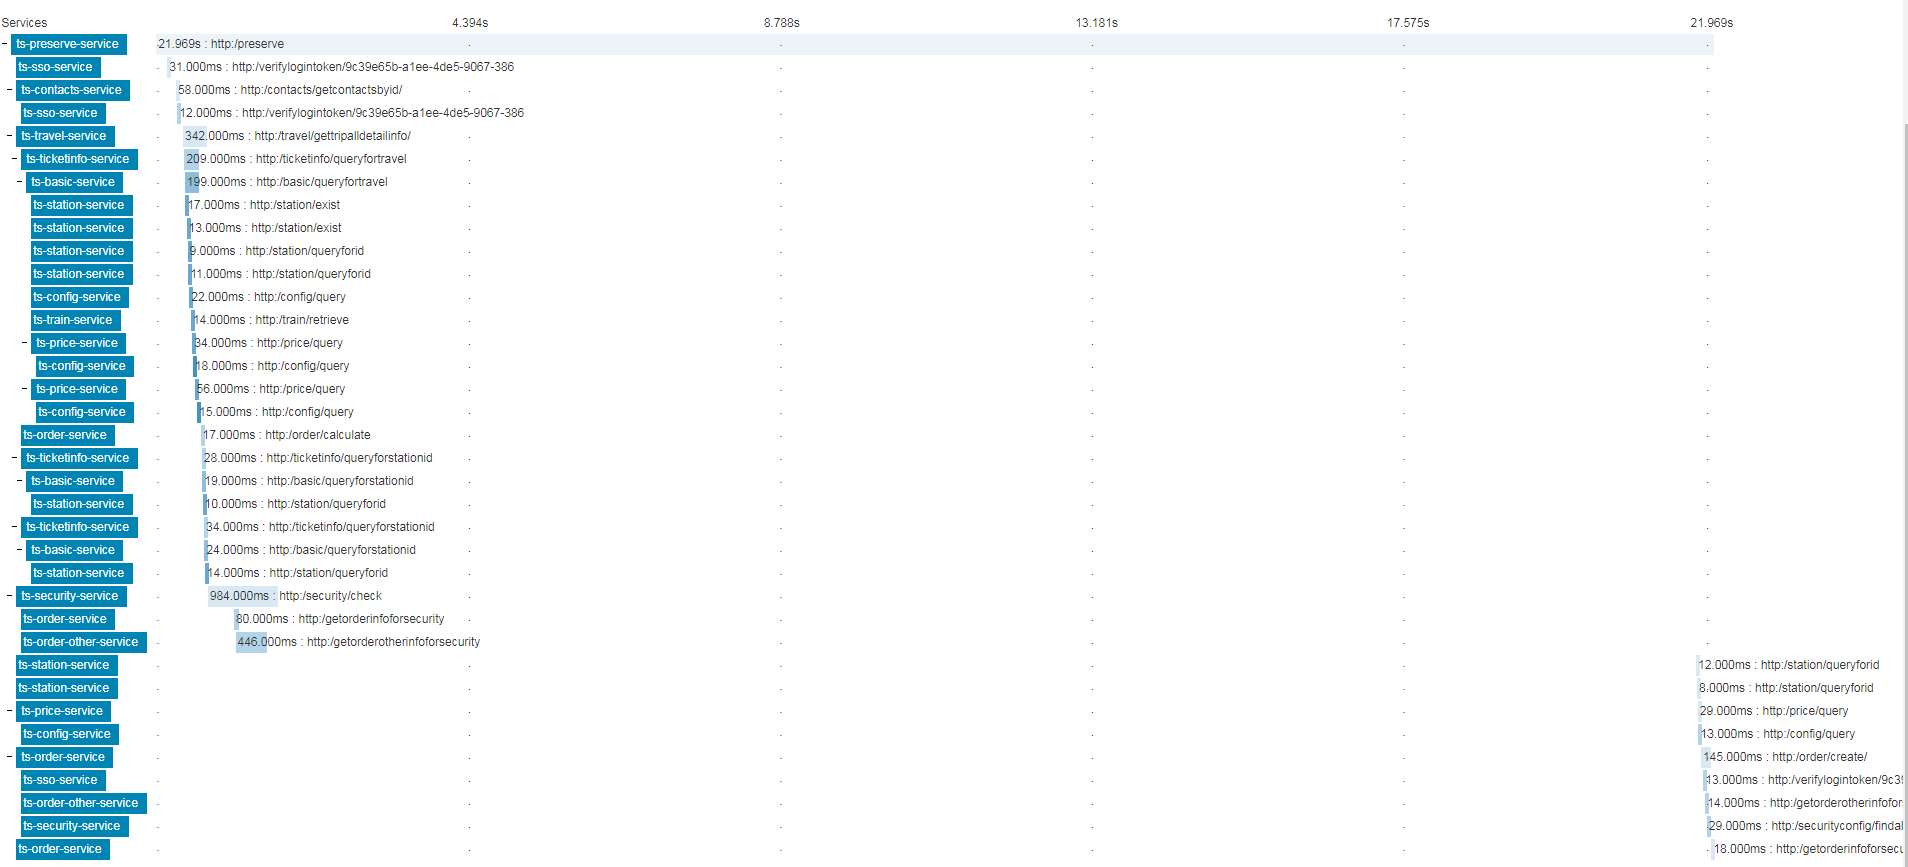 Services 4.394s 8.788s 13.181s 17.575s 21.969s
- ts-preserve-service 21.969s : http:/preserve
ts-sso-service 31.000ms : http:/verifylogintoken/9c39e65b-a1ee-4de5-9067-386
- ts-contacts-service 58.000ms : http:/contacts/getcontactsbyid/
ts-sso-service 12.000ms : http:/verifylogintoken/9c39e65b-a1ee-4de5-9067-386
- ts-travel-service 342.000ms : http:/travel/gettripalldetailinfo/
- ts-ticketinfo-service 209.000ms : http:/ticketinfo/queryfortravel
- ts-basic-service 199.000ms : http:/basic/queryfortravel
ts-station-service 17.000ms : http:/station/exist
ts-station-service 13.000ms : http:/station/exist
ts-station-service 9.000ms : http:/station/queryforid
ts-station-service 11.000ms : http:/station/queryforid
ts-config-service 22.000ms : http:/config/query
ts-train-service 14.000ms : http:/train/retrieve
- ts-price-service 34.000ms : http:/price/query
ts-config-service 18.000ms : http:/config/query
- ts-price-service 56.000ms : http:/price/query
ts-config-service 15.000ms : http:/config/query
ts-order-service 17.000ms : http:/order/calculate
- ts-ticketinfo-service 28.000ms : http:/ticketinfo/queryforstationid
- ts-basic-service 19.000ms : http:/basic/queryforstationid
ts-station-service 10.000ms : http:/station/queryforid
- ts-ticketinfo-service 34.000ms : http:/ticketinfo/queryforstationid
- ts-basic-service 24.000ms : http:/basic/queryforstationid
ts-station-service 14.000ms : http:/station/queryforid
- ts-security-service 984.000ms : http:/security/check
ts-order-service 80.000ms : http:/getorderinfoforsecurity
ts-order-other-service 446.000ms : http:/getorderotherinfoforsecurity
ts-station-service 12.000ms : http:/station/queryforid
ts-station-service 8.000ms : http:/station/queryforid
- ts-price-service 29.000ms : http:/price/query
ts-config-service 13.000ms : http:/config/query
- ts-order-service 145.000ms : http:/order/create/
ts-sso-service 13.000ms : http:/verifylogintoken/9c3
ts-order-other-service 14.000ms : http:/getorderotherinfofor
ts-security-service 29.000ms : http:/securityconfig/finda
ts-order-service 18.000ms : http:/getorderinfoforsec